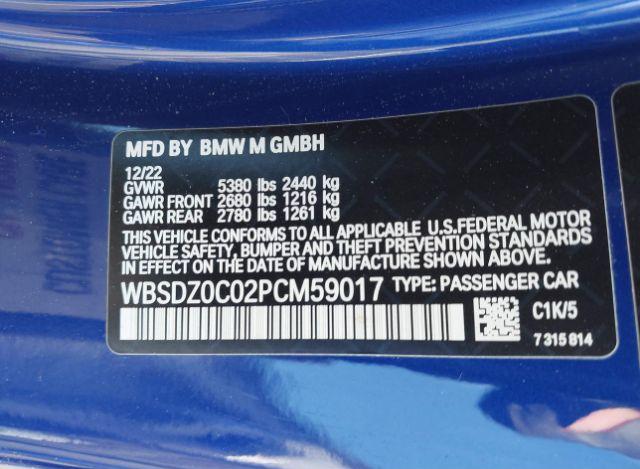 MFD BY BMW M GMBH
12/22
GVWR 5380 lbs 2440 kg
GAWR FRONT 2680 lbs 1216 kg
GAWR REAR 2780 lbs 1261 kg
THIS VEHICLE CONFORMS TO ALL APPLICABLE U.S.FEDERAL MOTOR
VEHICLE SAFETY, BUMPER AND THEFT PREVENTION STANDARDS
IN EFFECT ON THE DATE OF MANUFACTURE SHOWN ABOVE.
WBSDZ0C02PCM59017 TYPE: PASSENGER CAR
C1K/5
7 315 814